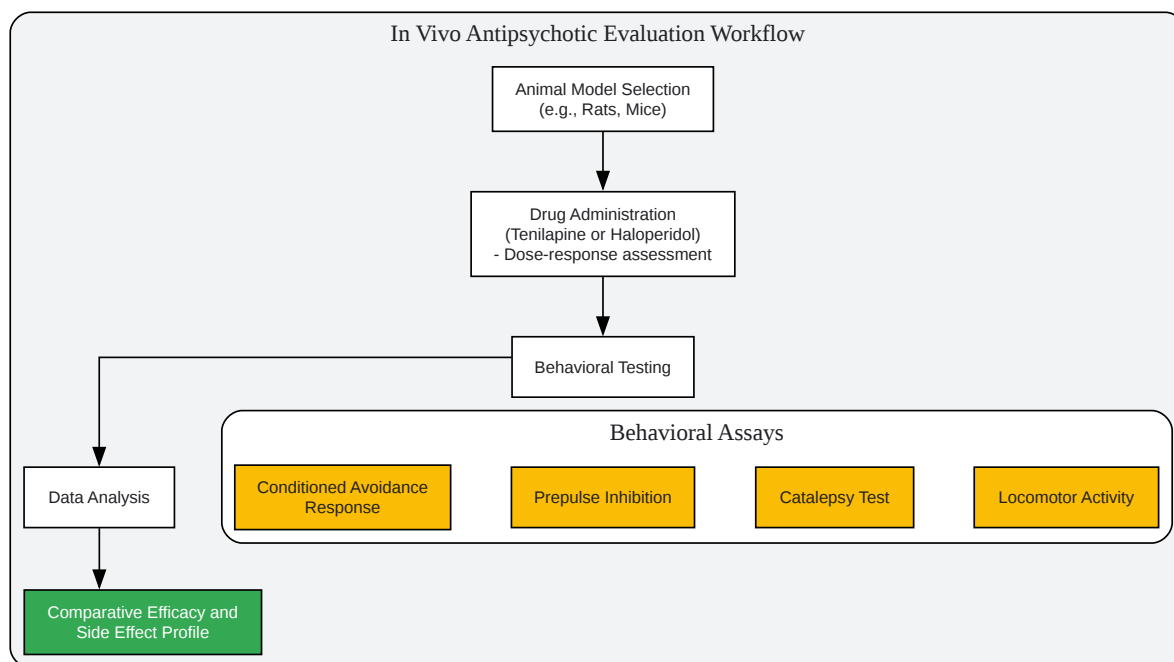 In Vivo Antipsychotic Evaluation Workflow
Animal Model Selection
(e.g., Rats, Mice)
Drug Administration
(Tenilapine or Haloperidol)
- Dose-response assessment
Behavioral Testing
Behavioral Assays
Data Analysis
Conditioned Avoidance
Response
Prepulse Inhibition
Catalepsy Test
Locomotor Activity
Comparative Efficacy and
Side Effect Profile